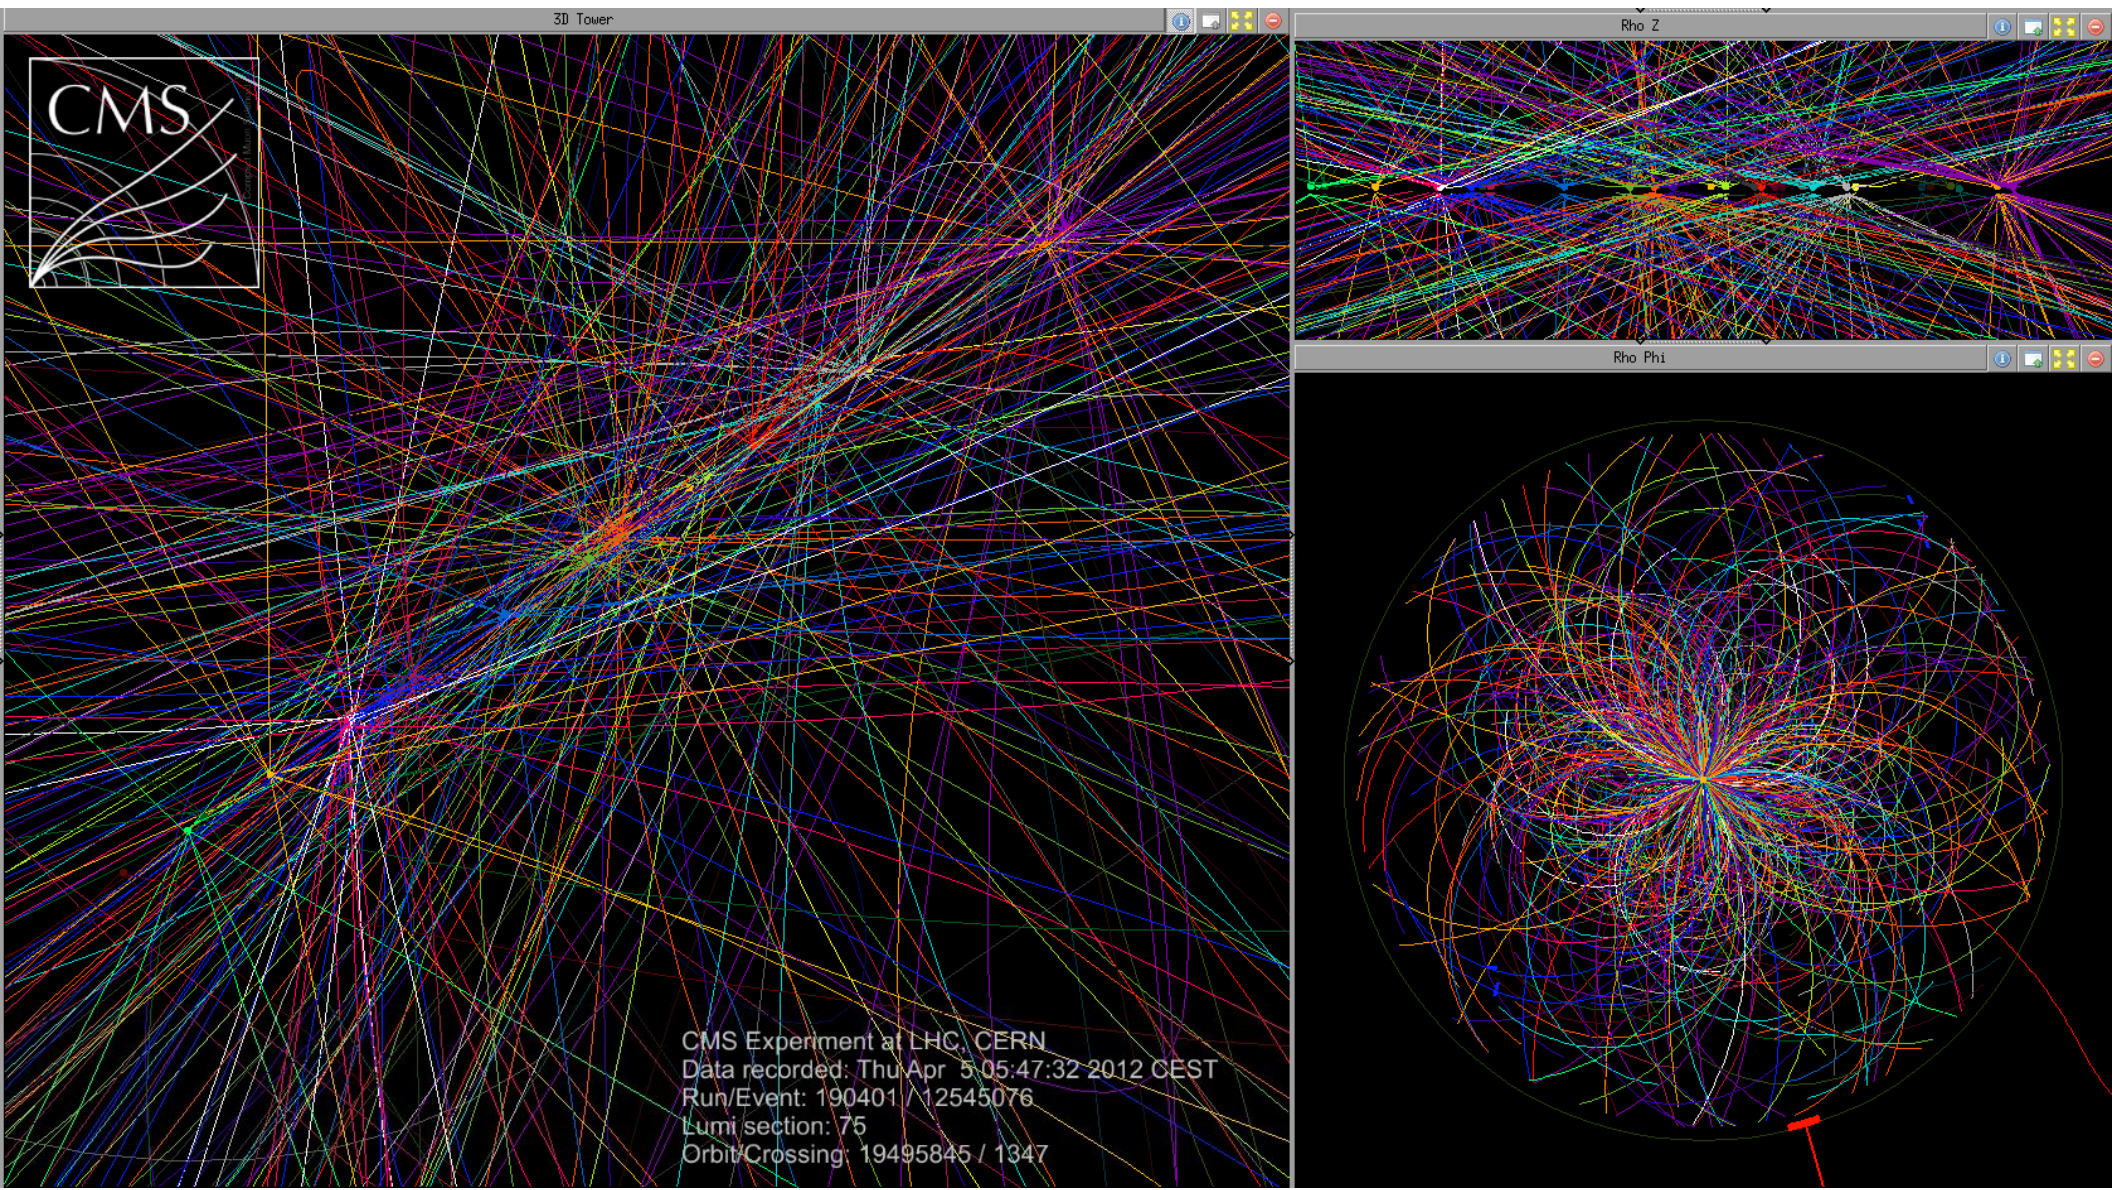 3D Tower
CMS
Rho Z
Rho Phi
CMS Experiment at LHC, CERN
Data recorded: Thu Apr 5 05:47:32 2012 CEST
Run/Event: 190401 / 12545076
Lumi section: 75
Orbit/Crossing: 19495845 / 1347